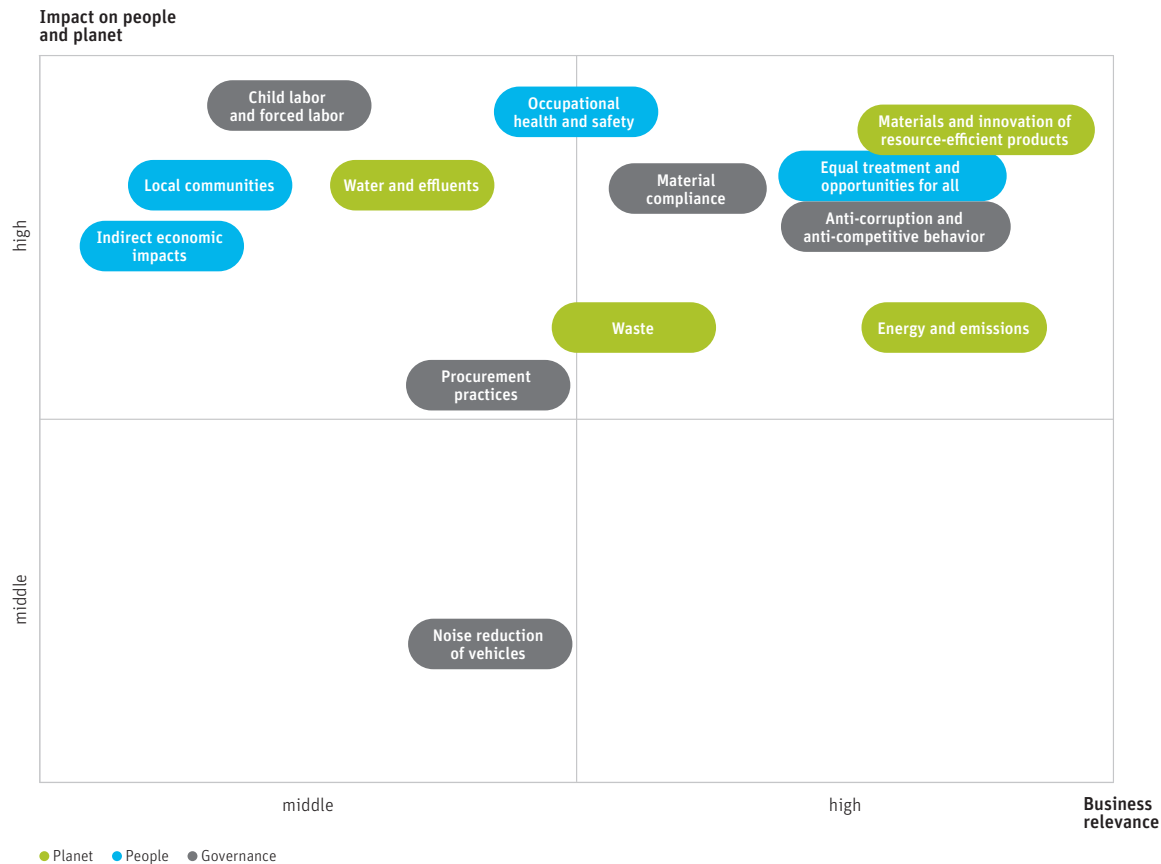 Impact on people
and planet
Child labor
and forced labor
Occupational
health and safety
Materials and innovation of
resource-efficient products
Local communities
Water and effluents
Material
compliance
Equal treatment and
opportunities for all
Indirect economic
impacts
Anti-corruption and
anti-competitive behavior
high
Waste
Energy and emissions
Procurement
practices
middle
Noise reduction
of vehicles
middle
high
Business
relevance
Planet
People
Governance